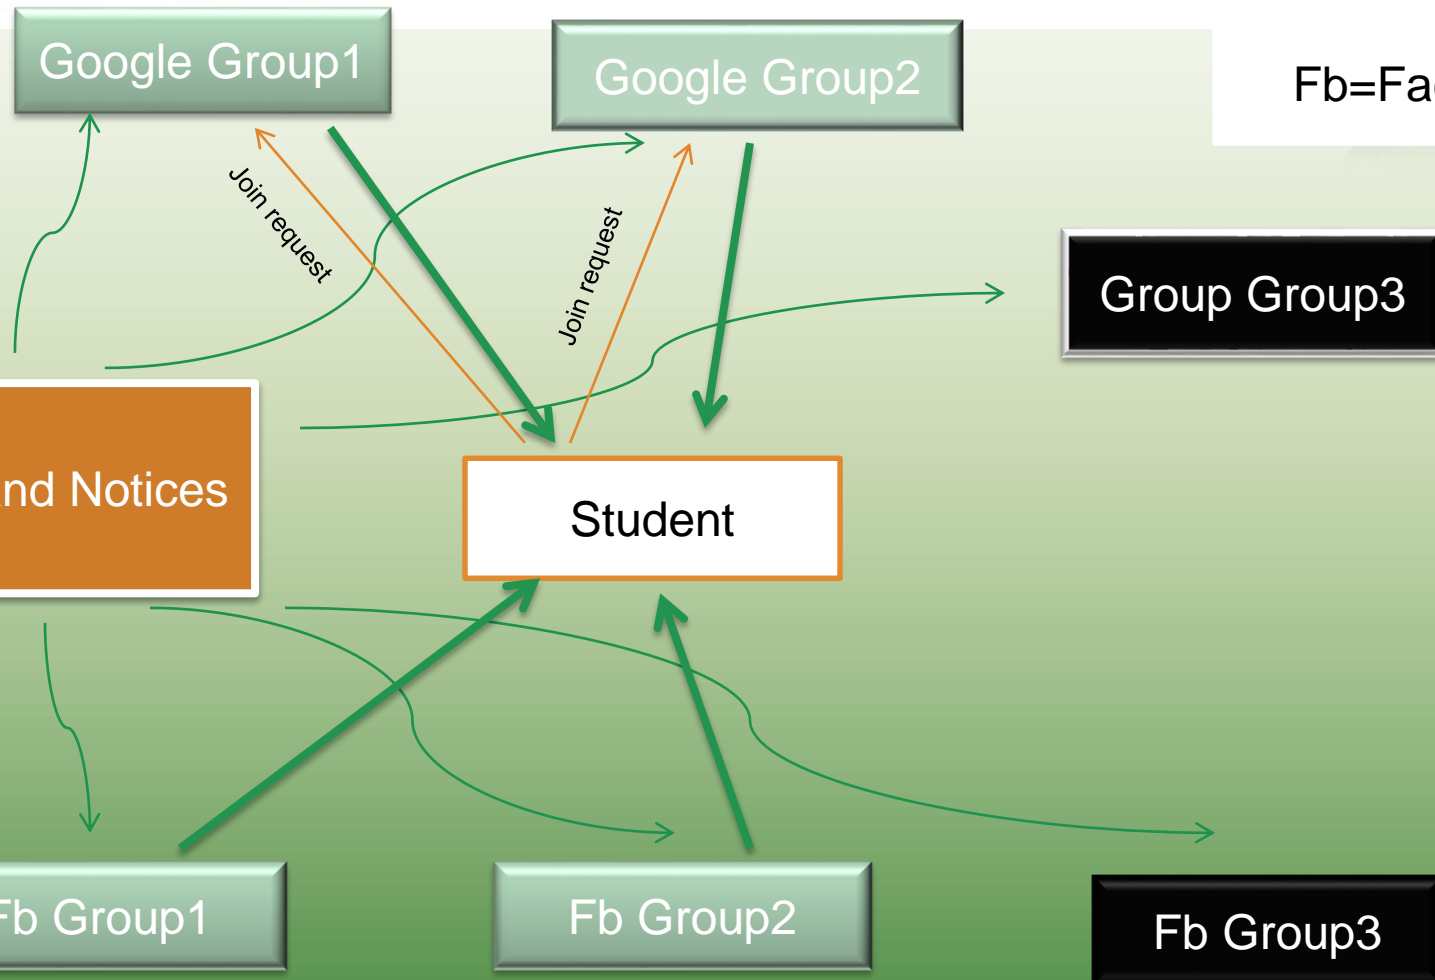 Google Group1
Google Group2
Fb=Fa
Join request
Join request
Group Group3
nd Notices
Student
Fb Group1
Fb Group2
Fb Group3